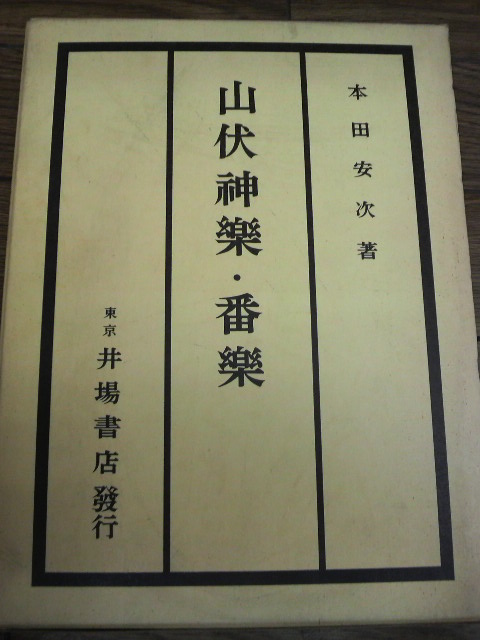 本田安次著
山伏神樂・番樂
東京 井場書店發行